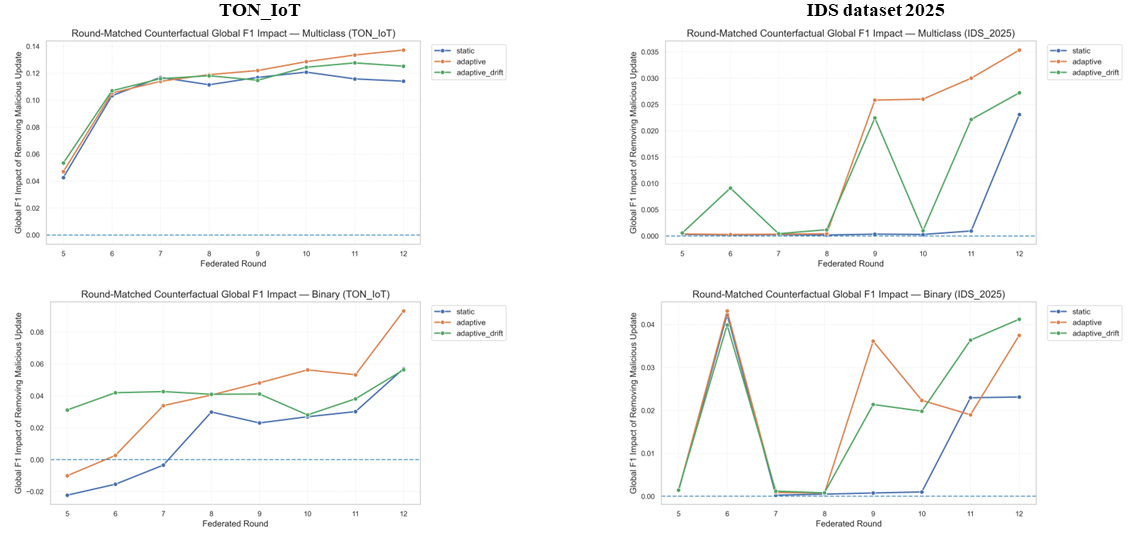 TON_IoT
IDS dataset 2025
Round-Matched Counterfactual Global F1 Impact — Multiclass (TON_IoT)
Global F1 Impact of Removing Malicious Update
0.14
0.12
0.10
0.08
0.06
0.04
0.02
0.00
5 6 7 8 9 10 11 12
Federated Round
static
adaptive
adaptive_drift
Round-Matched Counterfactual Global F1 Impact — Multiclass (IDS_2025)
Global F1 Impact of Removing Malicious Update
0.035
0.030
0.025
0.020
0.015
0.010
0.005
0.000
5 6 7 8 9 10 11 12
Federated Round
static
adaptive
adaptive_drift
Round-Matched Counterfactual Global F1 Impact — Binary (TON_IoT)
Global F1 Impact of Removing Malicious Update
0.08
0.06
0.04
0.02
0.00
−0.02
5 6 7 8 9 10 11 12
Federated Round
static
adaptive
adaptive_drift
Round-Matched Counterfactual Global F1 Impact — Binary (IDS_2025)
Global F1 Impact of Removing Malicious Update
0.04
0.03
0.02
0.01
0.00
5 6 7 8 9 10 11 12
Federated Round
static
adaptive
adaptive_drift